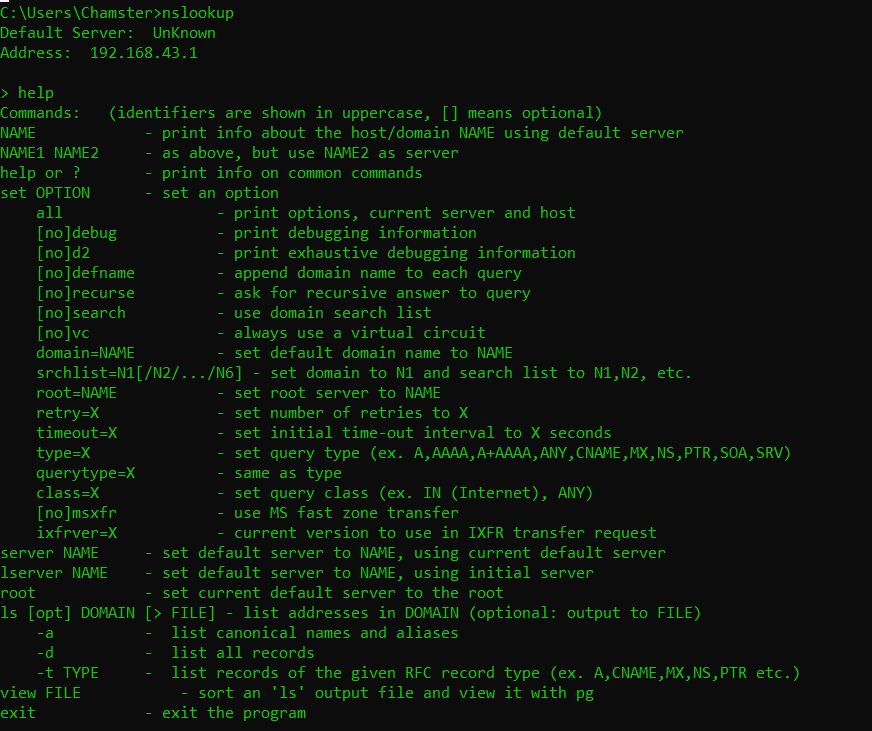 C:\Users\Chamster>nslookup
Default Server:  UnKnown
Address:  192.168.43.1

> help
Commands:   (identifiers are shown in uppercase, [] means optional)
NAME            - print info about the host/domain NAME using default server
NAME1 NAME2     - as above, but use NAME2 as server
help or ?       - print info on common commands
set OPTION      - set an option
    all                 - print options, current server and host
    [no]debug           - print debugging information
    [no]d2              - print exhaustive debugging information
    [no]defname         - append domain name to each query
    [no]recurse         - ask for recursive answer to query
    [no]search          - use domain search list
    [no]vc              - always use a virtual circuit
    domain=NAME         - set default domain name to NAME
    srchlist=N1[/N2/.../N6] - set domain to N1 and search list to N1,N2, etc.
    root=NAME           - set root server to NAME
    retry=X             - set number of retries to X
    timeout=X           - set initial time-out interval to X seconds
    type=X              - set query type (ex. A,AAAA,A+AAAA,ANY,CNAME,MX,NS,PTR,SOA,SRV)
    querytype=X         - same as type
    class=X             - set query class (ex. IN (Internet), ANY)
    [no]msxfr           - use MS fast zone transfer
    ixfrver=X           - current version to use in IXFR transfer request
server NAME     - set default server to NAME, using current default server
lserver NAME    - set default server to NAME, using initial server
root            - set current default server to the root
ls [opt] DOMAIN [> FILE] - list addresses in DOMAIN (optional: output to FILE)
    -a          -  list canonical names and aliases
    -d          -  list all records
    -t TYPE     -  list records of the given RFC record type (ex. A,CNAME,MX,NS,PTR etc.)
view FILE           - sort an 'ls' output file and view it with pg
exit            - exit the program